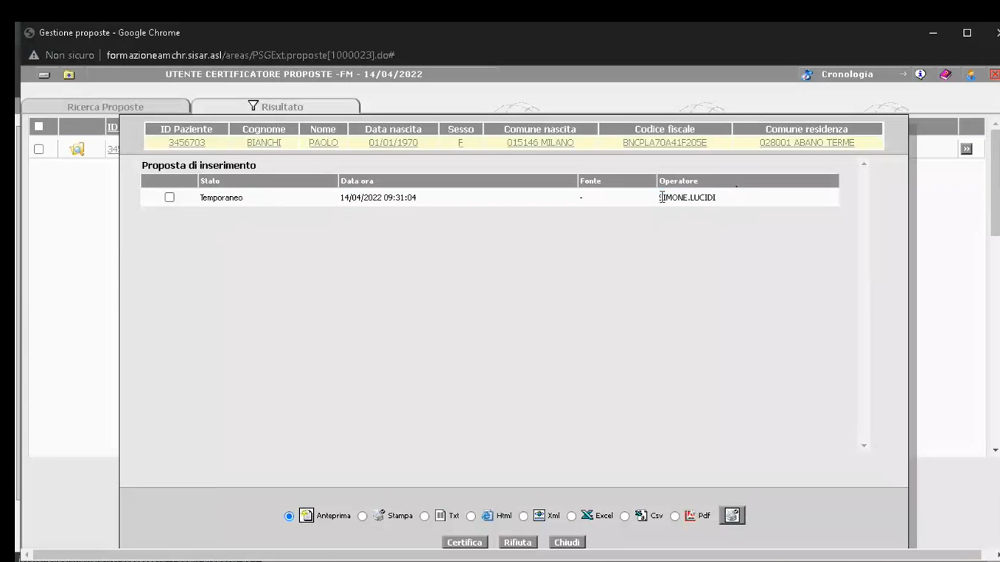 Gestione proposte - Google Chrome
Non sicuro | formazioneamchr.sisar.asl/areas/PSGExt.proposte[1000023].do#
UTENTE CERTIFICATORE PROPOSTE -FM - 14/04/2022
Cronologia
Ricerca Proposte
Risultato
ID
ID Paziente Cognome Nome Data nascita Sesso Comune nascita Codice fiscale Comune residenza
3456703 BIANCHI PAOLO 01/01/1970 F 015146 MILANO BNCPLA70A41F205E 028001 ABANO TERME
Proposta di inserimento
Stato Data ora Fonte Operatore
Temporaneo 14/04/2022 09:31:04 - SIMONE.LUCIDI
Anteprima Stampa Txt Html Xml Excel Csv Pdf
Certifica Rifiuta Chiudi